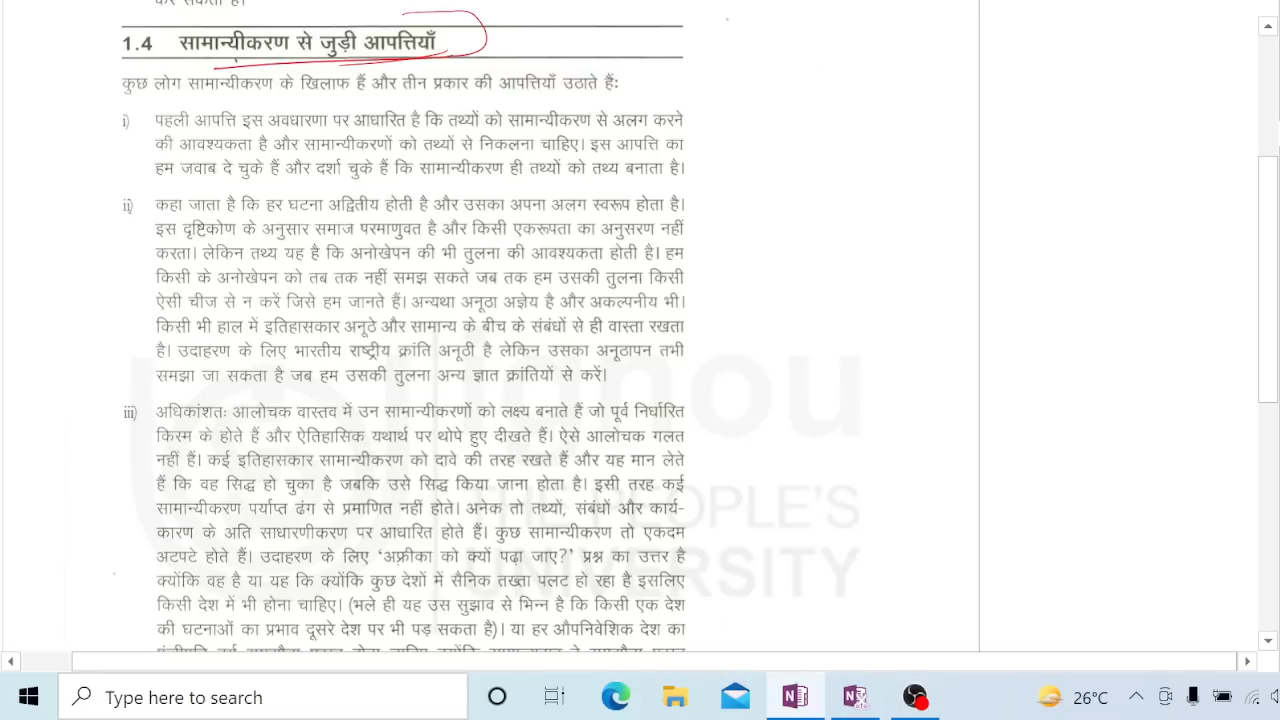 कर सकता है।
1.4 सामान्यीकरण से जुड़ी आपत्तियाँ
कुछ लोग सामान्यीकरण के खिलाफ हैं और तीन प्रकार की आपत्तियाँ उठाते हैं:
i) पहली आपत्ति इस अवधारणा पर आधारित है कि तथ्यों को सामान्यीकरण से अलग करने
की आवश्यकता है और सामान्यीकरणों को तथ्यों से निकलना चाहिए। इस आपत्ति का
हम जवाब दे चुके हैं और दर्शा चुके हैं कि सामान्यीकरण ही तथ्यों को तथ्य बनाता है।
ii) कहा जाता है कि हर घटना अद्वितीय होती है और उसका अपना अलग स्वरूप होता है।
इस दृष्टिकोण के अनुसार समाज परमाणुवत है और किसी एकरूपता का अनुसरण नहीं
करता। लेकिन तथ्य यह है कि अनोखेपन की भी तुलना की आवश्यकता होती है। हम
किसी के अनोखेपन को तब तक नहीं समझ सकते जब तक हम उसकी तुलना किसी
ऐसी चीज से न करें जिसे हम जानते हैं। अन्यथा अनूठा अज्ञेय है और अकल्पनीय भी।
किसी भी हाल में इतिहासकार अनूठे और सामान्य के बीच के संबंधों से ही वास्ता रखता
है। उदाहरण के लिए भारतीय राष्ट्रीय क्रांति अनूठी है लेकिन उसका अनूठापन तभी
समझा जा सकता है जब हम उसकी तुलना अन्य ज्ञात क्रांतियों से करें।
iii) अधिकांशतः आलोचक वास्तव में उन सामान्यीकरणों को लक्ष्य बनाते हैं जो पूर्व निर्धारित
किस्म के होते हैं और ऐतिहासिक यथार्थ पर थोपे हुए दीखते हैं। ऐसे आलोचक गलत
नहीं हैं। कई इतिहासकार सामान्यीकरण को दावे की तरह रखते हैं और यह मान लेते
हैं कि वह सिद्ध हो चुका है जबकि उसे सिद्ध किया जाना होता है। इसी तरह कई
सामान्यीकरण पर्याप्त ढंग से प्रमाणित नहीं होते। अनेक तो तथ्यों, संबंधों और कार्य-
कारण के अति साधारणीकरण पर आधारित होते हैं। कुछ सामान्यीकरण तो एकदम
अटपटे होते हैं। उदाहरण के लिए ‘अफ्रीका को क्यों पढ़ा जाए?’ प्रश्न का उत्तर है
क्योंकि वह है या यह कि क्योंकि कुछ देशों में सैनिक तख्ता पलट हो रहा है इसलिए
किसी देश में भी होना चाहिए। (भले ही यह उस सुझाव से भिन्न है कि किसी एक देश
की घटनाओं का प्रभाव दूसरे देश पर भी पड़ सकता है)। या हर औपनिवेशिक देश का
ignou
THE PEOPLE'S
UNIVERSITY
Type here to search
26°C